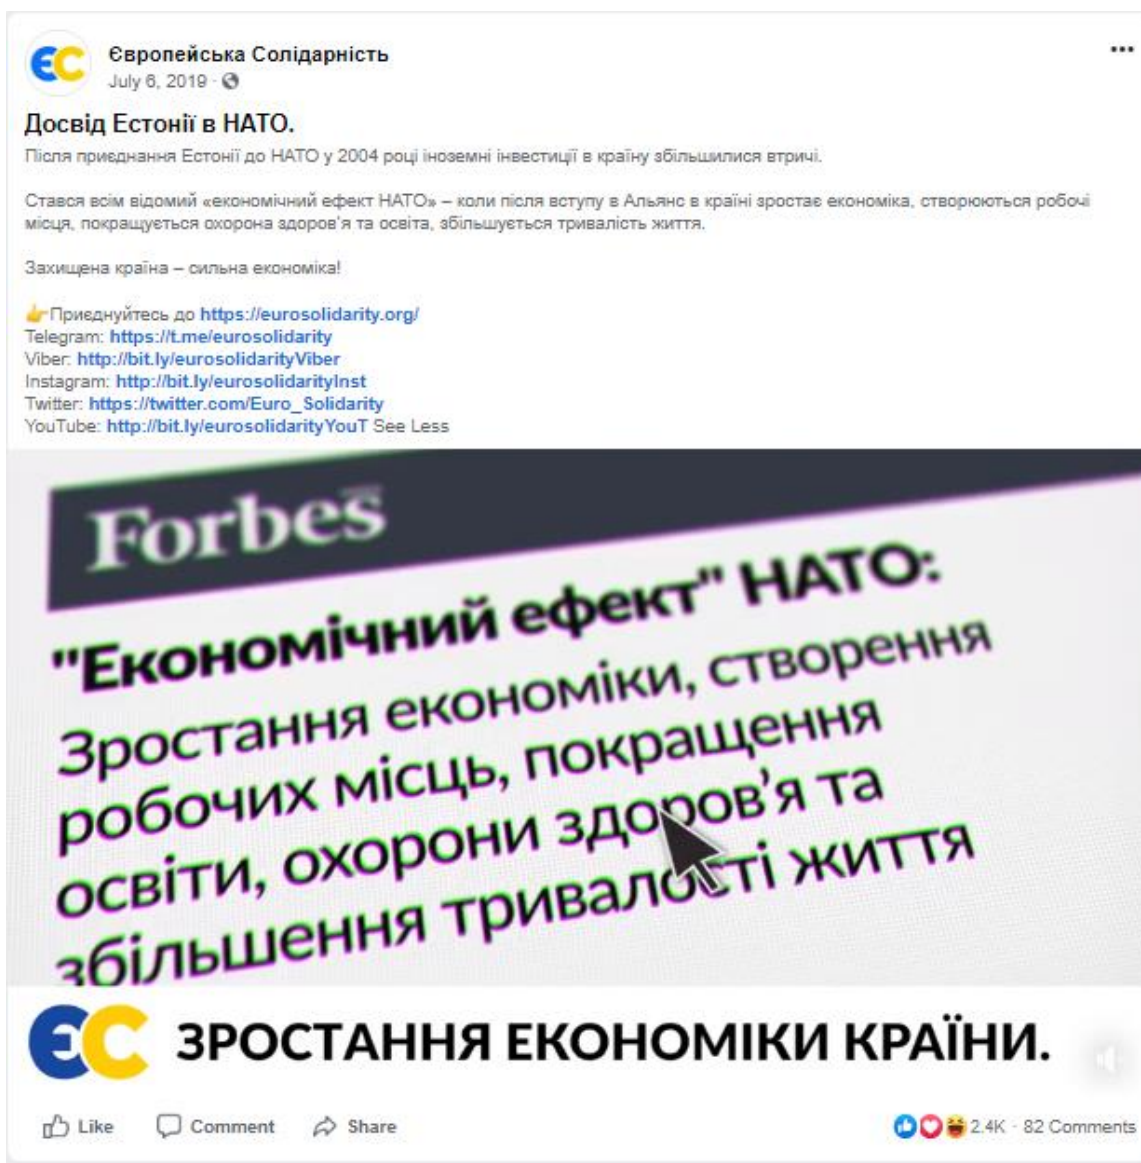 ЄС
Європейська Солідарність
July 6, 2019 ·
Досвід Естонії в НАТО.
Після приєднання Естонії до НАТО у 2004 році іноземні інвестиції в країну збільшилися втричі.
Стався всім відомий «економічний ефект НАТО» – коли після вступу в Альянс в країні зростає економіка, створюються робочі
місця, покращується охорона здоров'я та освіта, збільшується тривалість життя.
Захищена країна – сильна економіка!
👉Приєднуйтесь до https://eurosolidarity.org/
Telegram: https://t.me/eurosolidarity
Viber: http://bit.ly/eurosolidarityViber
Instagram: http://bit.ly/eurosolidarityInst
Twitter: https://twitter.com/Euro_Solidarity
YouTube: http://bit.ly/eurosolidarityYouT See Less
Forbes
"Економічний ефект" НАТО:
Зростання економіки, створення
робочих місць, покращення
освіти, охорони здоров'я та
збільшення тривалості життя
ЄС ЗРОСТАННЯ ЕКОНОМІКИ КРАЇНИ.
Like Comment Share 2.4K · 82 Comments